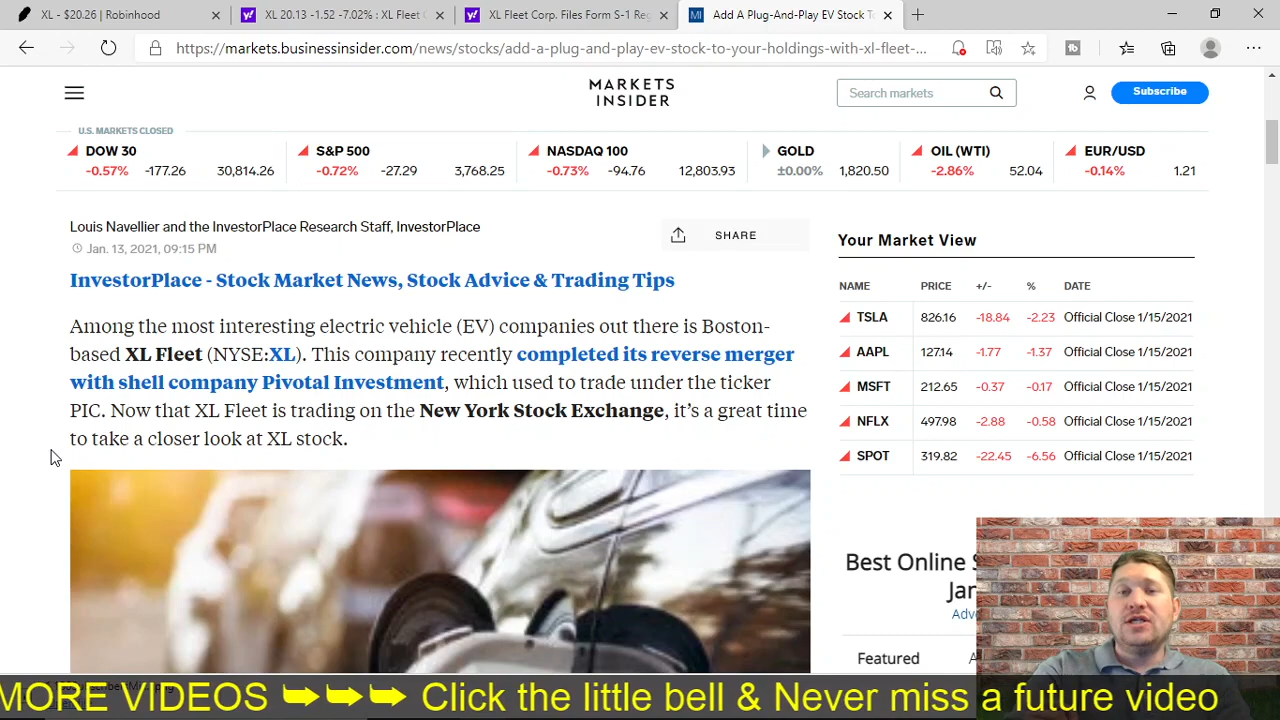 XL - $20.26 | Robinhood
XL 20.13 -1.52 -7.02% : XL Fleet C
XL Fleet Corp. Files Form S-1 Reg
Add A Plug-And-Play EV Stock To
https://markets.businessinsider.com/news/stocks/add-a-plug-and-play-ev-stock-to-your-holdings-with-xl-fleet-...
MARKETS
INSIDER
Search markets
Subscribe
U.S. MARKETS CLOSED
DOW 30
-0.57% -177.26 30,814.26
S&P 500
-0.72% -27.29 3,768.25
NASDAQ 100
-0.73% -94.76 12,803.93
GOLD
±0.00% 1,820.50
OIL (WTI)
-2.86% 52.04
EUR/USD
-0.14% 1.21
Louis Navellier and the InvestorPlace Research Staff, InvestorPlace
Jan. 13, 2021, 09:15 PM
SHARE
InvestorPlace - Stock Market News, Stock Advice & Trading Tips
Among the most interesting electric vehicle (EV) companies out there is Boston-
based XL Fleet (NYSE:XL). This company recently completed its reverse merger
with shell company Pivotal Investment, which used to trade under the ticker
PIC. Now that XL Fleet is trading on the New York Stock Exchange, it's a great time
to take a closer look at XL stock.
Your Market View
NAME PRICE +/- % DATE
TSLA 826.16 -18.84 -2.23 Official Close 1/15/2021
AAPL 127.14 -1.77 -1.37 Official Close 1/15/2021
MSFT 212.65 -0.37 -0.17 Official Close 1/15/2021
NFLX 497.98 -2.88 -0.58 Official Close 1/15/2021
SPOT 319.82 -22.45 -6.56 Official Close 1/15/2021
Best Online S
Jan
Adve
Featured A
MORE VIDEOS ➥➥➥ Click the little bell & Never miss a future video